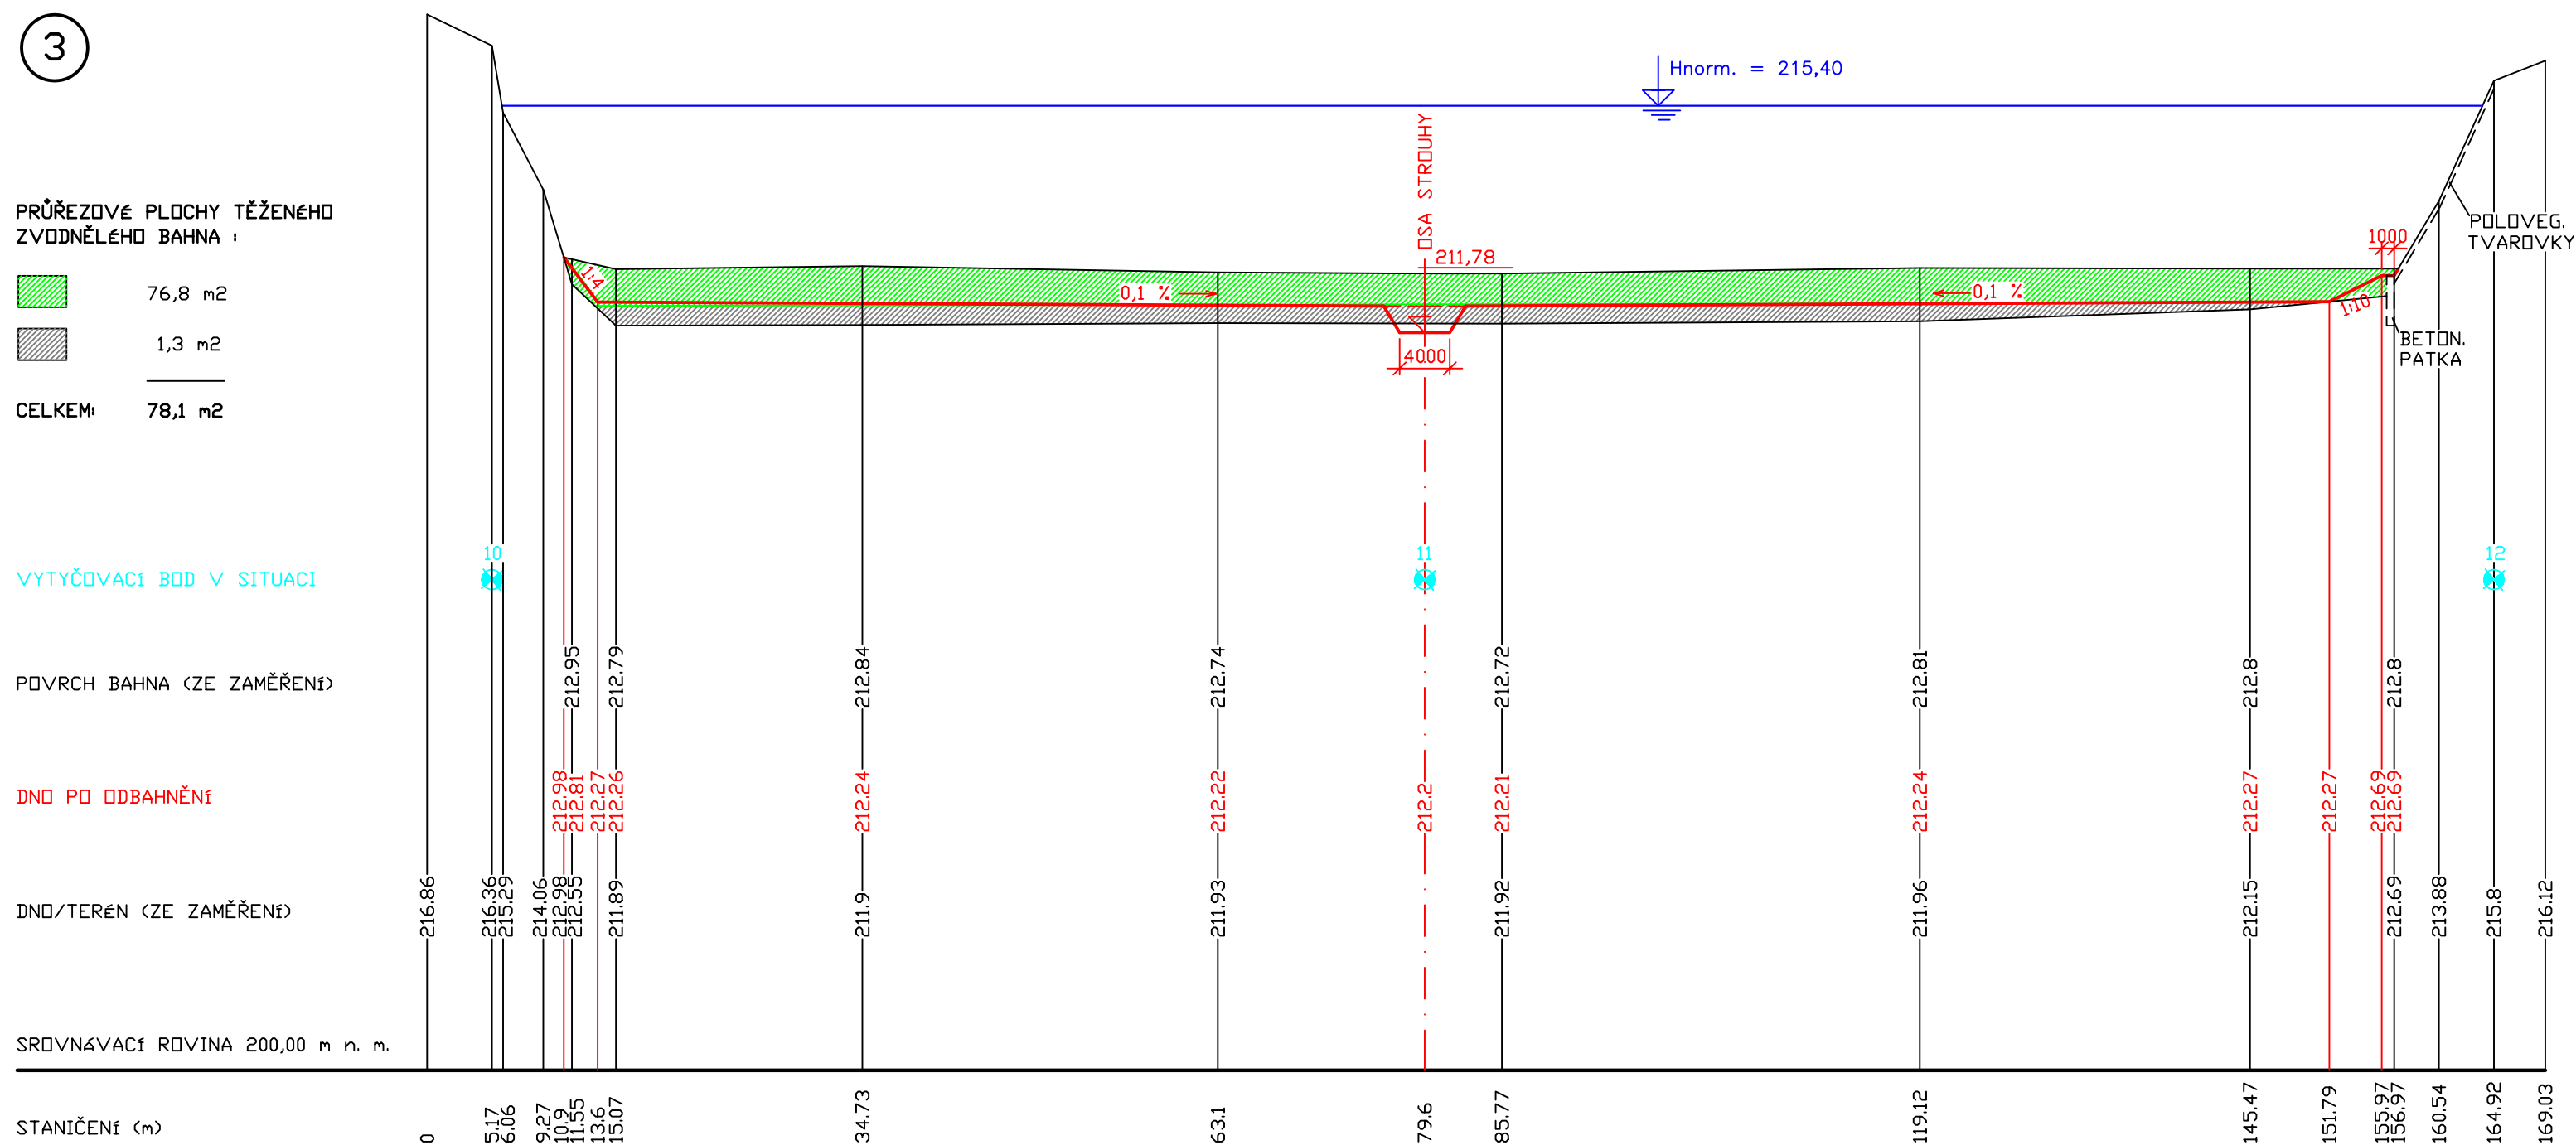 3
Hnorm. = 215,40
OSA STROUHY
PRŮŘEZOVÉ PLOCHY TĚŽENÉHO
ZVODNĚLÉHO BAHNA :
76,8 m2
1,3 m2
CELKEM: 78,1 m2
1:4
0,1 %
211,78
0,1 %
4000
1:10
1000
POLOVEG.
TVAROVKY
BETON.
PATKA
10 11 12
VYTYČOVACÍ BOD V SITUACI
POVRCH BAHNA (ZE ZAMĚŘENÍ) 212.95 212.79 212.84 212.74 212.72 212.81 212.8 212.8
DNO PO ODBAHNĚNÍ 212.98 212.81 212.27 212.26 212.24 212.22 212.2 212.21 212.24 212.27 212.27 212.69 212.69
DNO/TERÉN (ZE ZAMĚŘENÍ) 216.86 216.36 215.29 214.06 212.98 212.55 211.89 211.9 211.93 211.92 211.96 212.15 212.69 213.88 215.8 216.12
SROVNÁVACÍ ROVINA 200,00 m n. m.
STANIČENÍ (m) 0 5.17 6.06 9.27 10.9 11.55 13.6 15.07 34.73 63.1 79.6 85.77 119.12 145.47 151.79 155.97 156.97 160.54 164.92 169.03